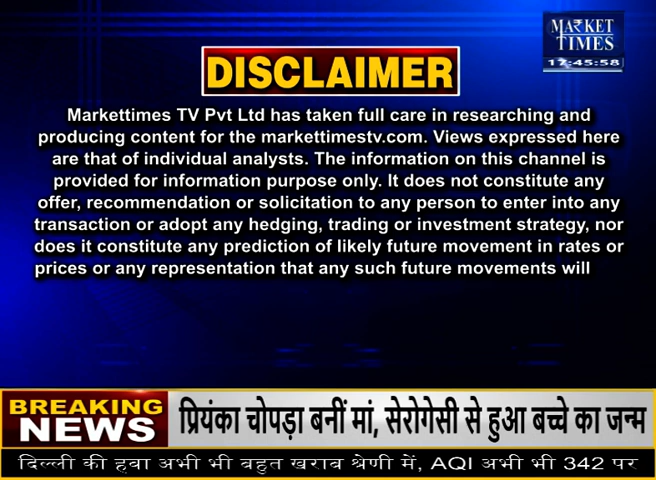 MARKET
TIMES
17:45:58
DISCLAIMER
Markettimes TV Pvt Ltd has taken full care in researching and
producing content for the markettimestv.com. Views expressed here
are that of individual analysts. The information on this channel is
provided for information purpose only. It does not constitute any
offer, recommendation or solicitation to any person to enter into any
transaction or adopt any hedging, trading or investment strategy, nor
does it constitute any prediction of likely future movement in rates or
prices or any representation that any such future movements will
BREAKING
NEWS
प्रियंका चोपड़ा बनीं मां, सेरोगेसी से हुआ बच्चे का जन्म
दिल्ली की हवा अभी भी बहुत खराब श्रेणी में, AQI अभी भी 342 पर